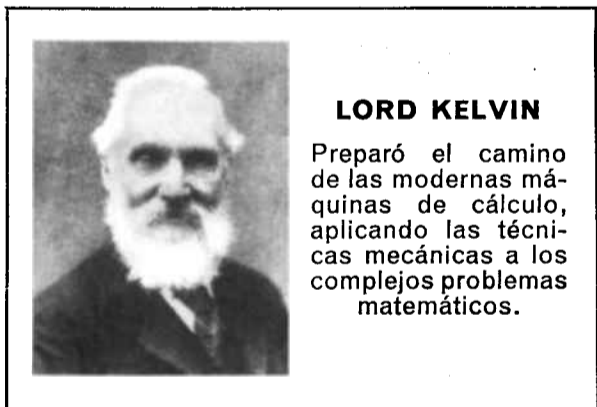 LORD KELVIN
Preparó el camino
de las modernas má-
quinas de cálculo,
aplicando las técni-
cas mecánicas a los
complejos problemas
matemáticos.